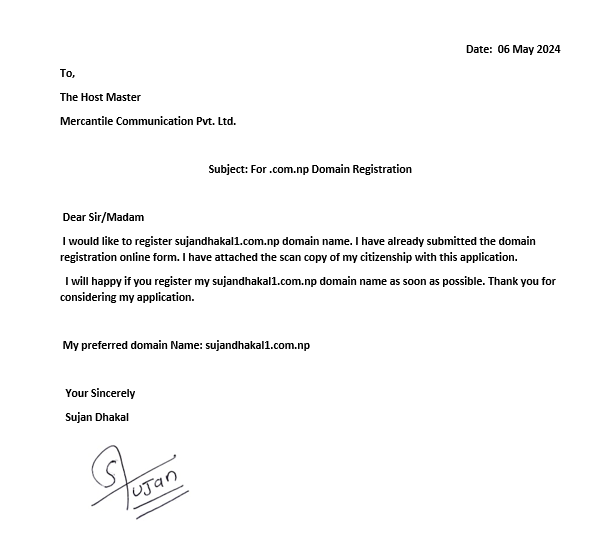 Date:  06 May 2024
To,
The Host Master
Mercantile Communication Pvt. Ltd.
Subject: For .com.np Domain Registration
Dear Sir/Madam
I would like to register sujandhakal1.com.np domain name. I have already submitted the domain
registration online form. I have attached the scan copy of my citizenship with this application.
I will happy if you register my sujandhakal1.com.np domain name as soon as possible. Thank you for
considering my application.
My preferred domain Name: sujandhakal1.com.np
Your Sincerely
Sujan Dhakal
Sujan